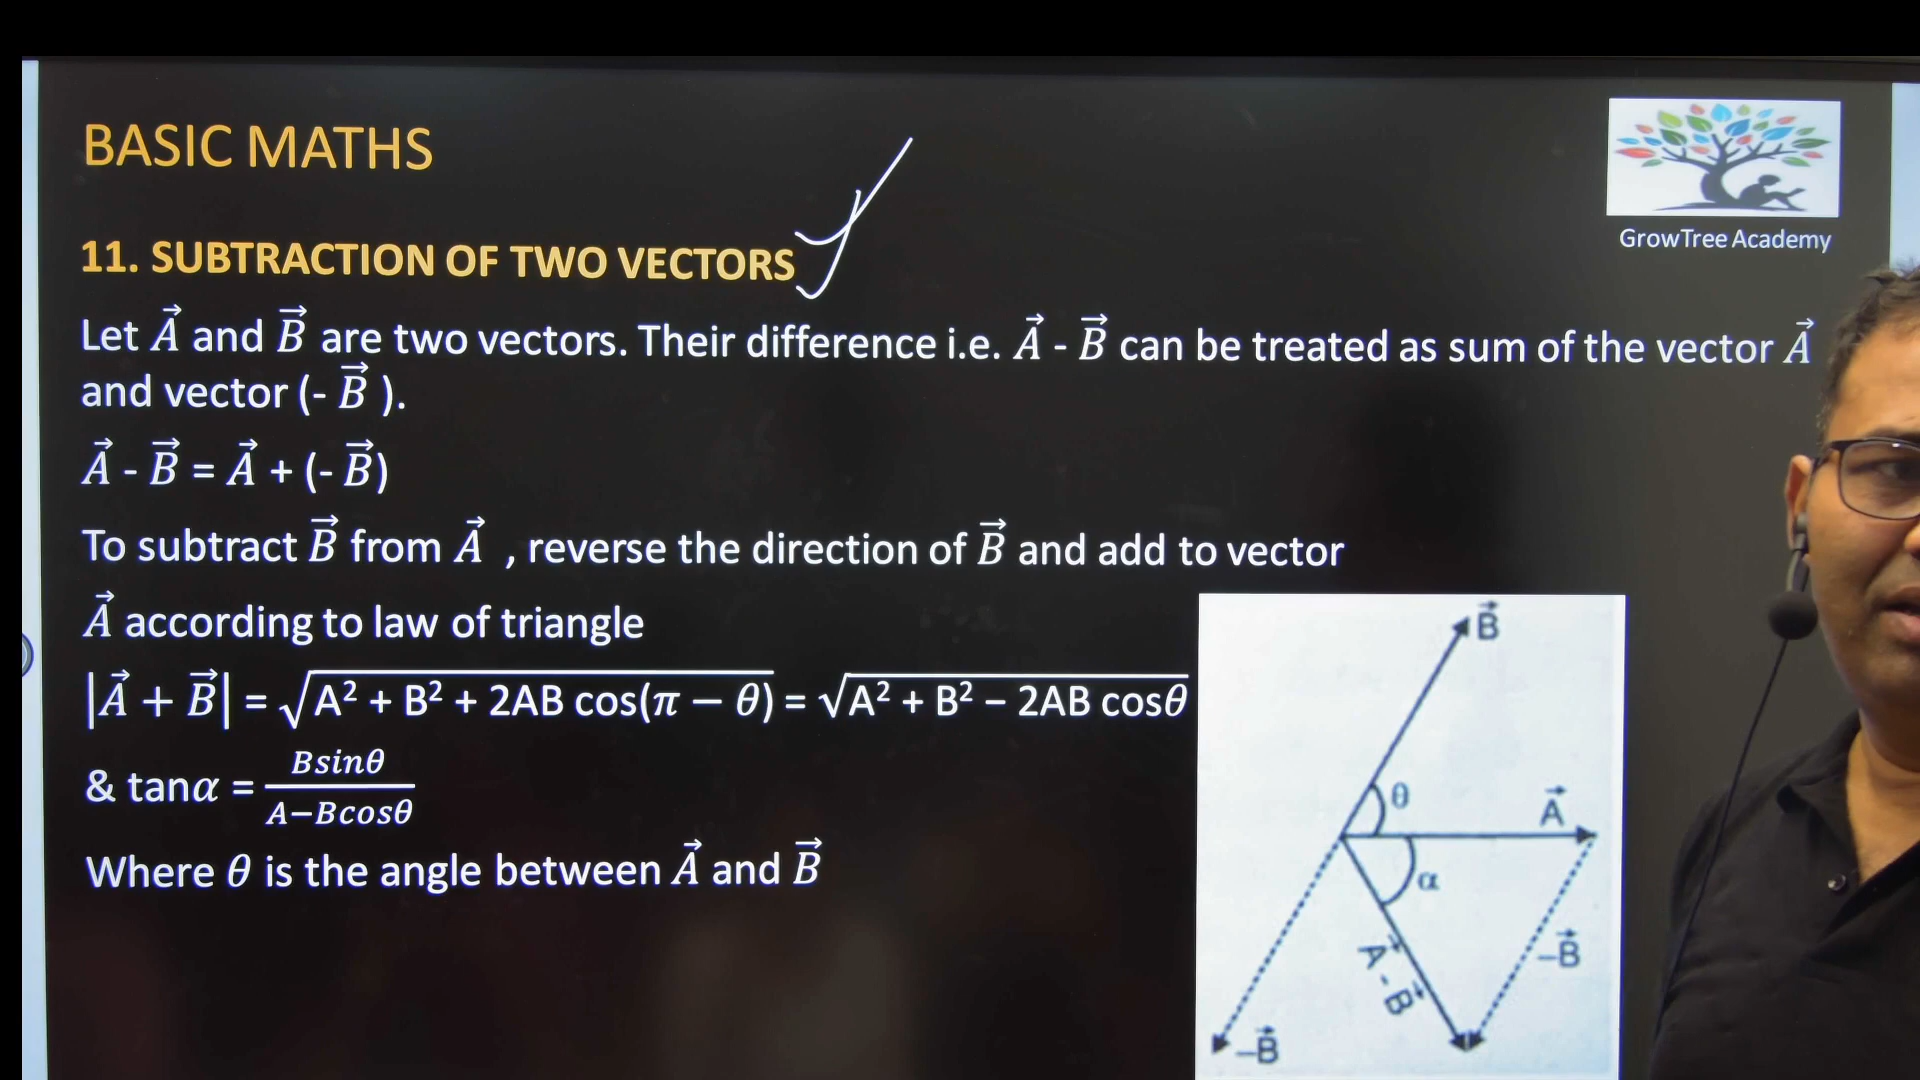 BASIC MATHS
GrowTree Academy
11. SUBTRACTION OF TWO VECTORS
Let A⃗ and B⃗ are two vectors. Their difference i.e. A⃗ - B⃗ can be treated as sum of the vector A⃗
and vector (- B⃗ ).
A⃗ - B⃗ = A⃗ + (- B⃗)
To subtract B⃗ from A⃗ , reverse the direction of B⃗ and add to vector
A⃗ according to law of triangle
|A⃗ + B⃗| = √(A² + B² + 2AB cos(π − θ)) = √(A² + B² − 2AB cosθ)
& tanα = Bsinθ / A−Bcosθ
Where θ is the angle between A⃗ and B⃗
B⃗
θ
A⃗
α
A⃗ - B⃗
–B⃗
–B⃗